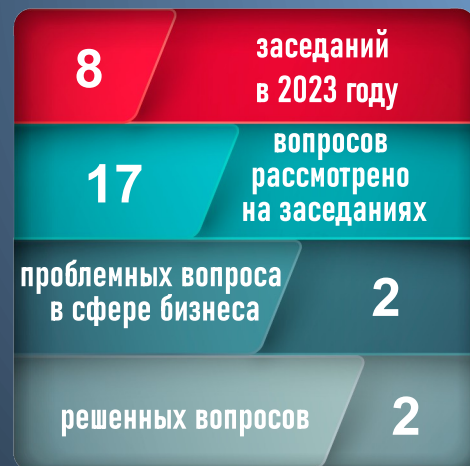 8
заседаний
в 2023 году
17
вопросов
рассмотрено
на заседаниях
проблемных вопроса
в сфере бизнеса
2
решенных вопросов
2